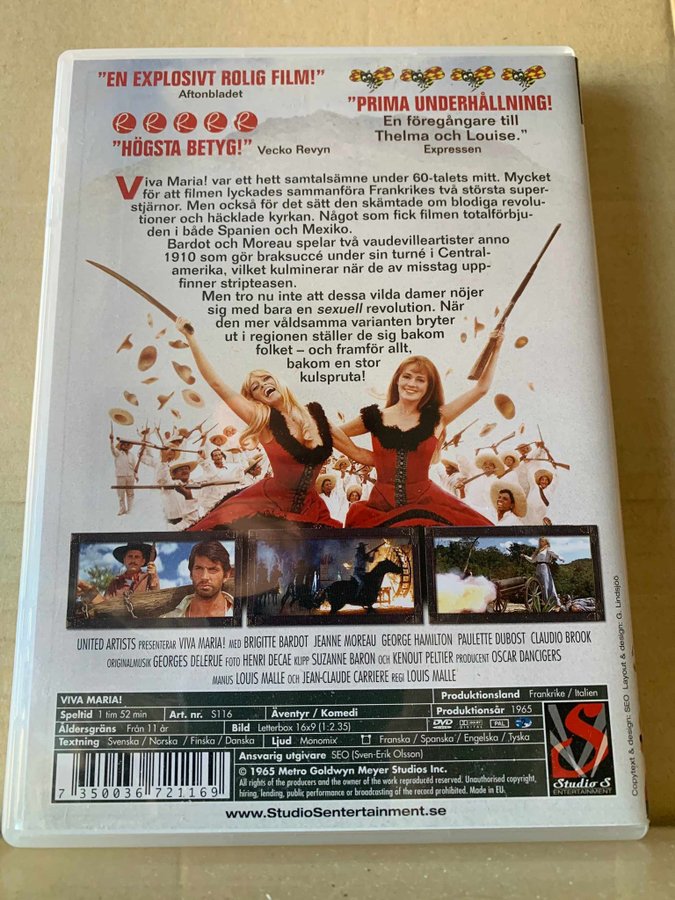 "EN EXPLOSIVT ROLIG FILM!"
Aftonbladet
R R R R R
"HÖGSTA BETYG!" Vecko Revyn
"PRIMA UNDERHÅLLNING!
En föregångare till
Thelma och Louise."
Expressen
Viva Maria! var ett hett samtalsämne under 60-talets mitt. Mycket
för att filmen lyckades sammanföra Frankrikes två största super-
stjärnor. Men också för det sätt den skämtade om blodiga revolu-
tioner och häcklade kyrkan. Något som fick filmen totalförbju-
den i både Spanien och Mexiko.
Bardot och Moreau spelar två vaudevilleartister anno
1910 som gör braksuccé under sin turné i Central-
amerika, vilket kulminerar när de av misstag upp-
finner stripteasen.
Men tro nu inte att dessa vilda damer nöjer
sig med bara en sexuell revolution. När
den mer våldsamma varianten bryter
ut i regionen ställer de sig bakom
folket – och framför allt,
bakom en stor
kulspruta!
UNITED ARTISTS PRESENTERAR VIVA MARIA! MED BRIGITTE BARDOT JEANNE MOREAU GEORGE HAMILTON PAULETTE DUBOST CLAUDIO BROOK
ORIGINALMUSIK GEORGES DELERUE FOTO HENRI DECAE KLIPP SUZANNE BARON OCH KENOUT PELTIER PRODUCENT OSCAR DANCIGERS
MANUS LOUIS MALLE OCH JEAN-CLAUDE CARRIERE REGI LOUIS MALLE
VIVA MARIA!
Produktionsland Frankrike / Italien
Speltid 1 tim 52 min Art. nr. S116 Äventyr / Komedi
Produktionsår 1965
Åldersgräns Från 11 år Bild Letterbox 16x9 (1:2.35)
DVD DOLBY DIGITAL PAL 2
Textning Svenska / Norska / Finska / Danska Ljud Monomix Franska / Spanska / Engelska / Tyska
Ansvarig utgivare SEO (Sven-Erik Olsson)
© 1965 Metro Goldwyn Meyer Studios Inc.
All rights of the producers and the owner of the work reproducted reserved. Unauthorised copyright,
hiring, lending, public performance or broadcasting of the record prohibited. Made in EU.
7 350036 721169
S
Studio S
ENTERTAINMENT
www.StudioSentertainment.se
Copytext & design: SEO Layout & design: G. Lindsjöö